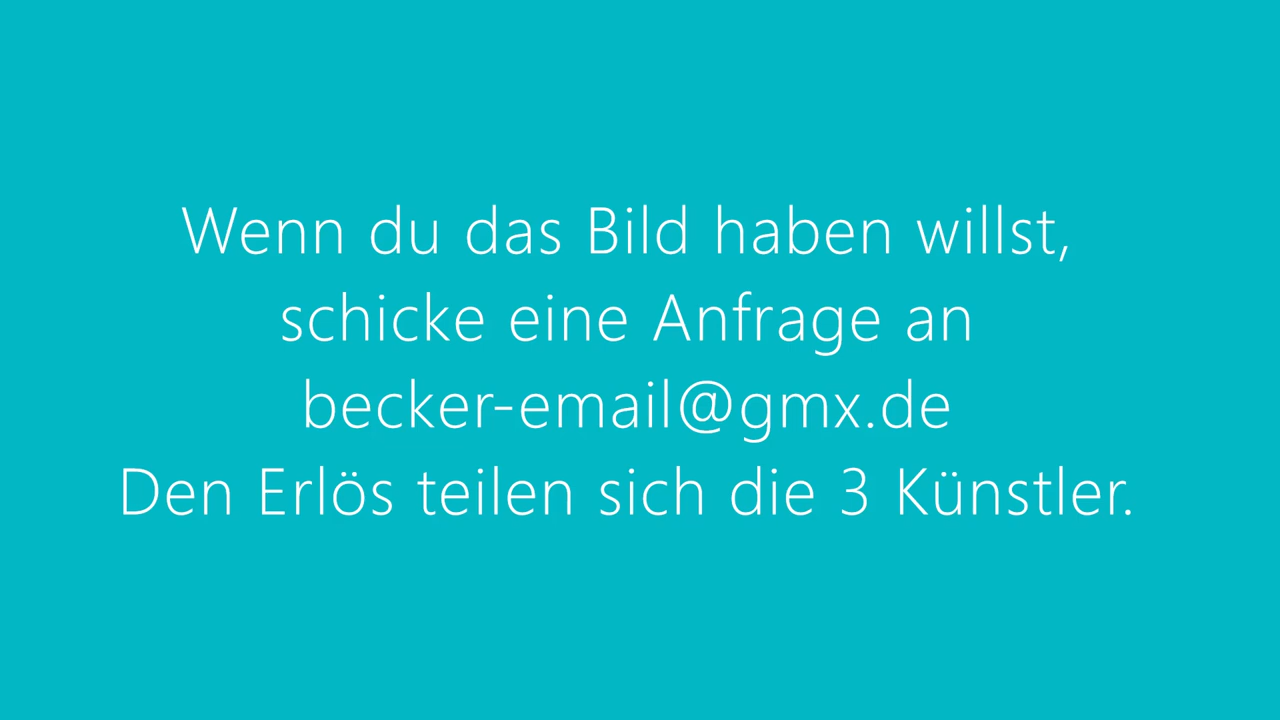 Wenn du das Bild haben willst,
schicke eine Anfrage an
becker-email@gmx.de
Den Erlös teilen sich die 3 Künstler.